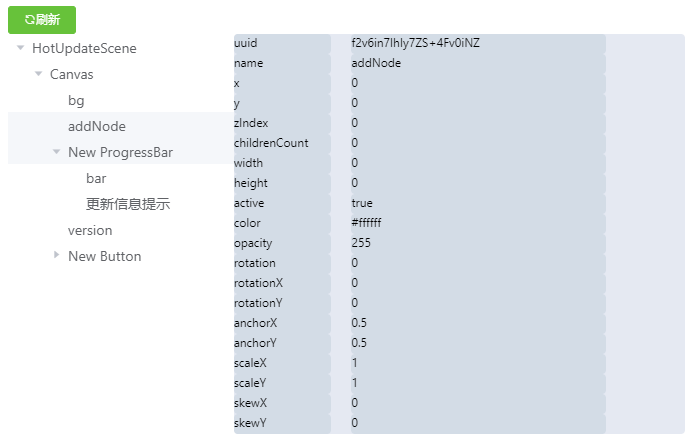 刷新
HotUpdateScene
Canvas
bg
addNode
New ProgressBar
bar
更新信息提示
version
New Button
uuid f2v6in7lhIy7ZS+4Fv0iNZ
name addNode
x 0
y 0
zIndex 0
childrenCount 0
width 0
height 0
active true
color #ffffff
opacity 255
rotation 0
rotationX 0
rotationY 0
anchorX 0.5
anchorY 0.5
scaleX 1
scaleY 1
skewX 0
skewY 0